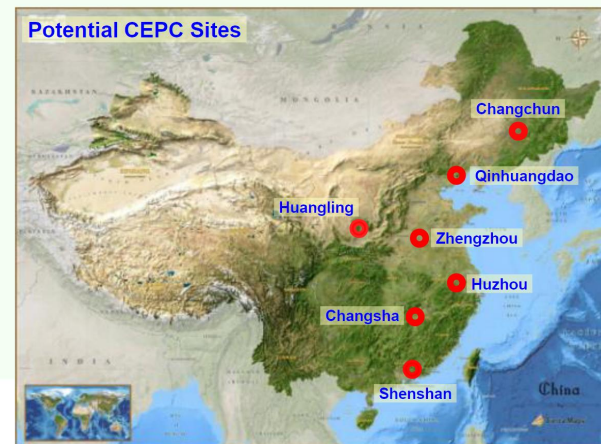 Potential CEPC Sites
KAZAKHSTAN
MONGOLIA
Changchun
Qinhuangdao
Huangling
Zhengzhou
Huzhou
Changsha
INDIA
Shenshan
China